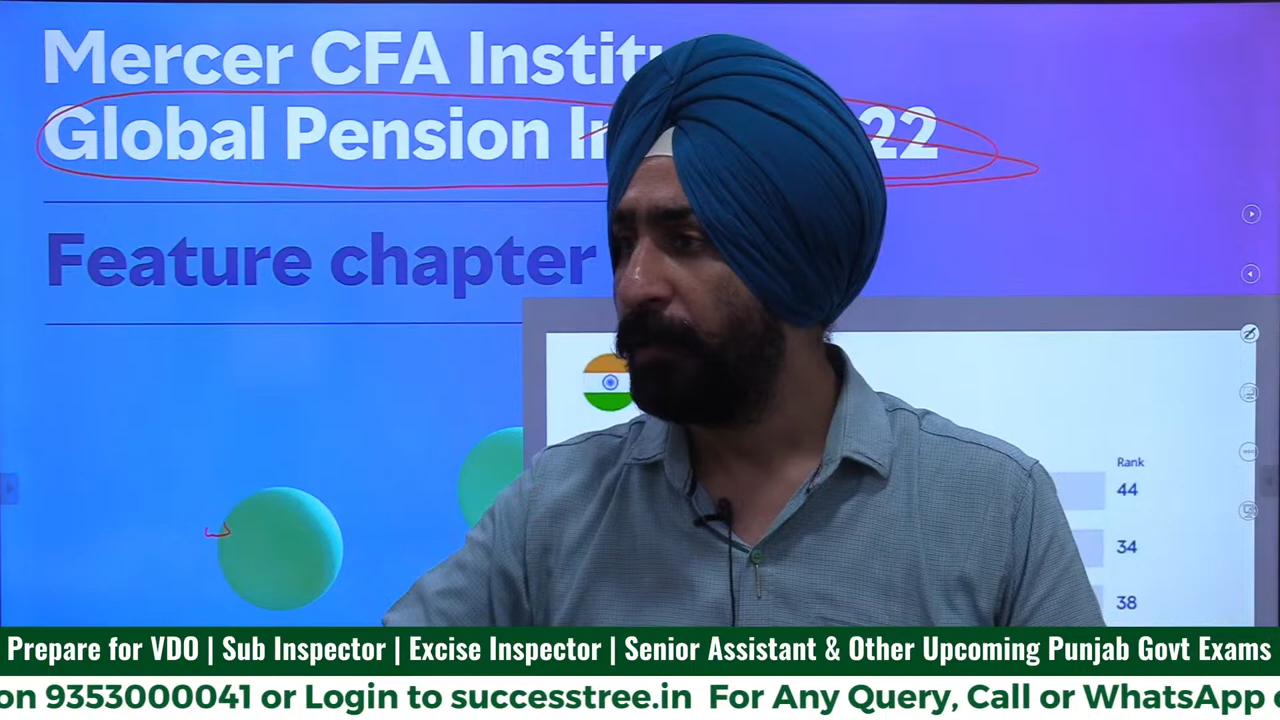 Mercer CFA
Global Pension 22
Feature chapter
Rank
44
34
38
Prepare for VDO | Sub Inspector | Excise Inspector | Senior Assistant & Other Upcoming Punjab Govt Exams
on 9353000041 or Login to successtree.in For Any Query, Call or WhatsApp